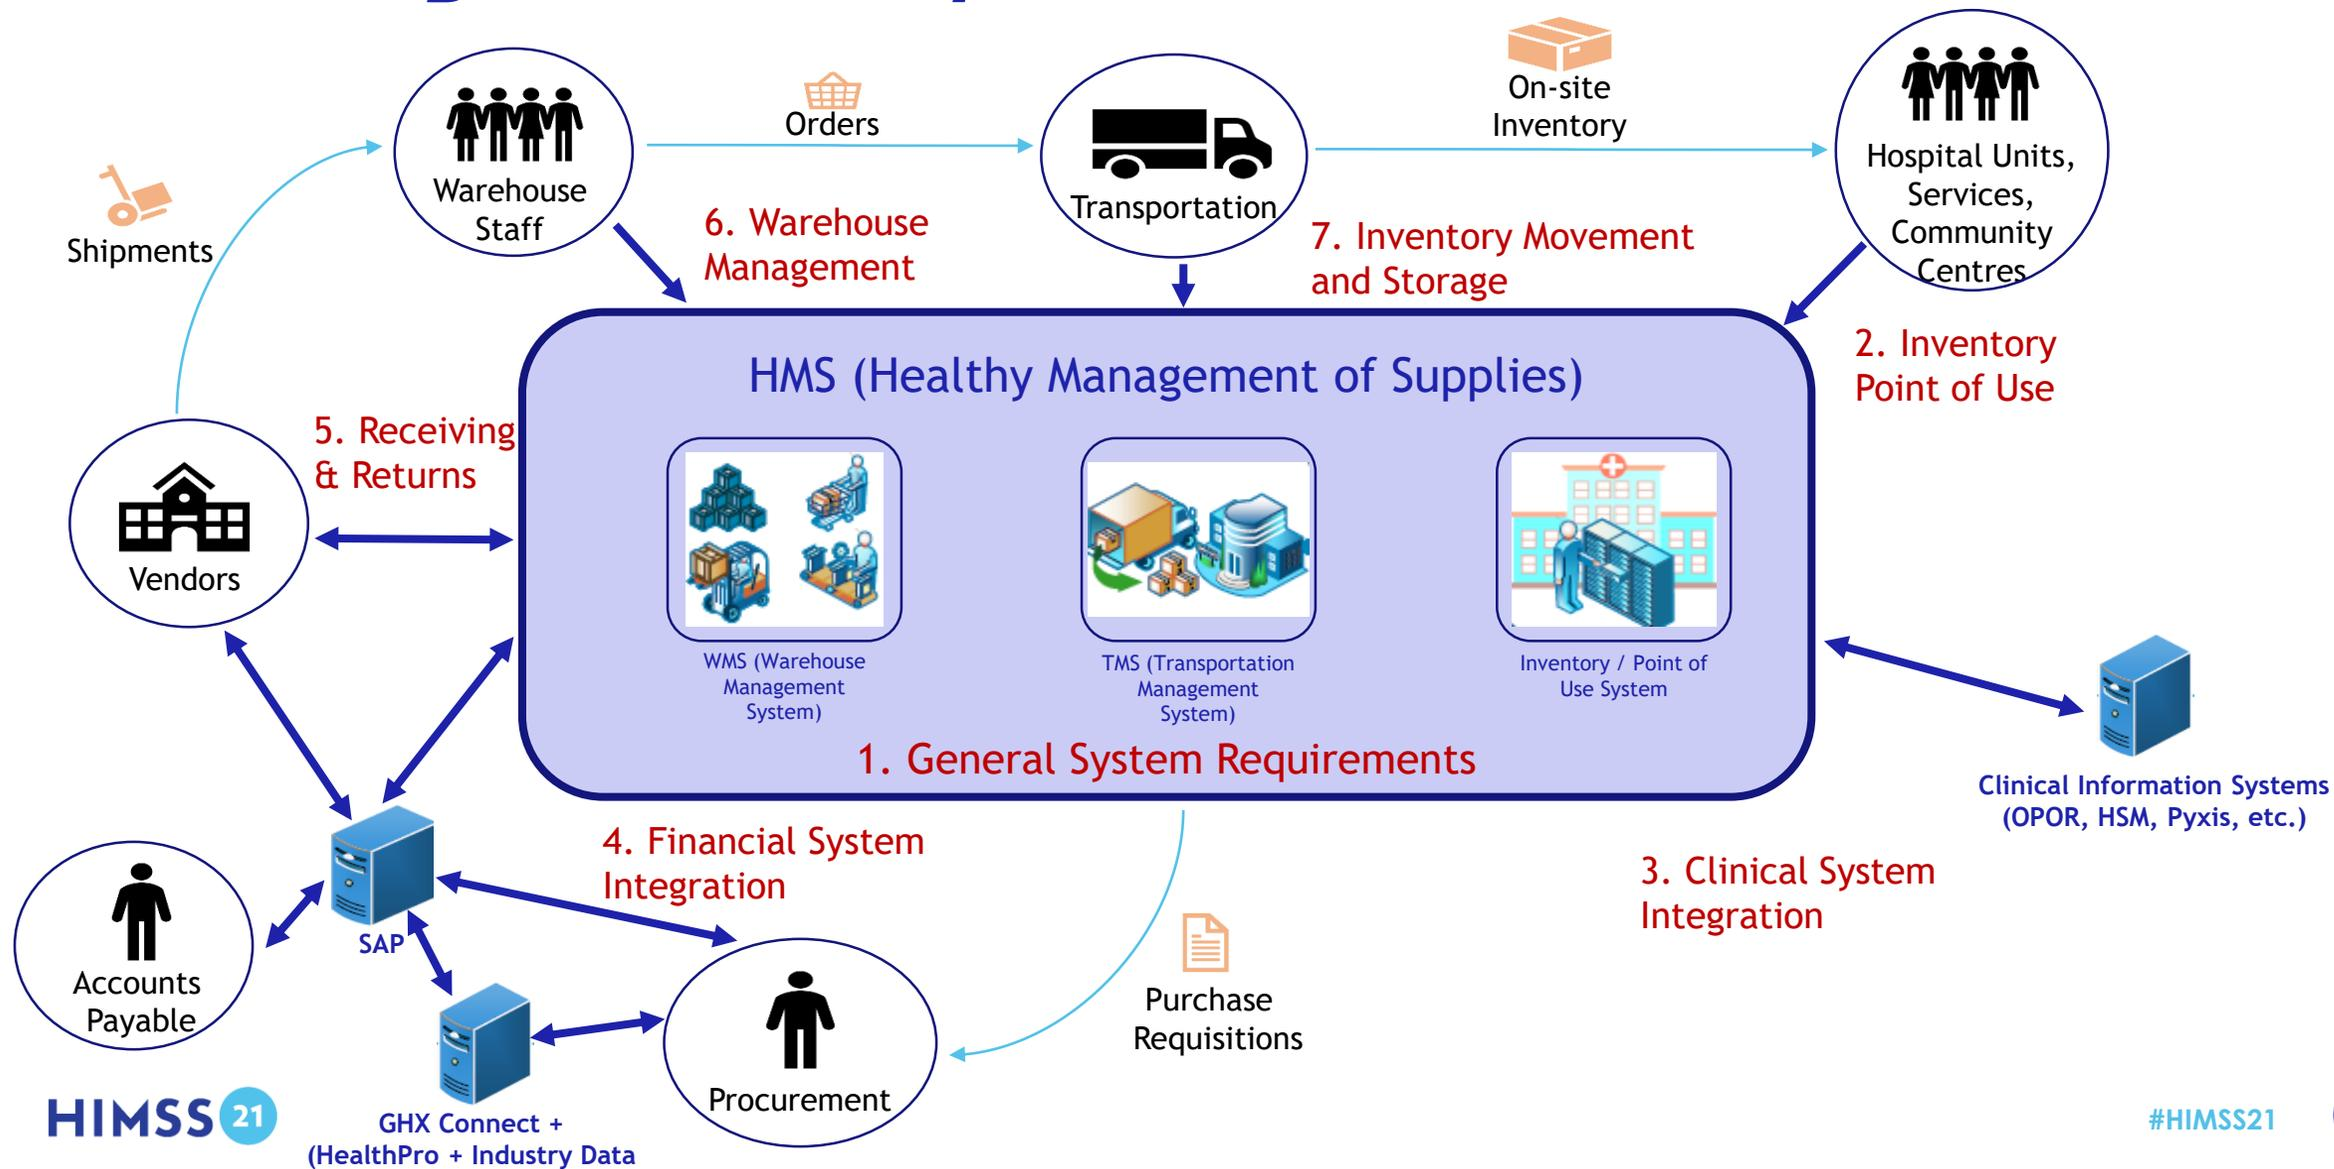 On-site
Inventory
Orders
Warehouse
Staff
Transportation
Hospital Units,
Services,
Community
Centres
Shipments
6. Warehouse
Management
7. Inventory Movement
and Storage
2. Inventory
Point of Use
HMS (Healthy Management of Supplies)
5. Receiving
& Returns
Vendors
WMS (Warehouse
Management
System)
TMS (Transportation
Management
System)
Inventory / Point of
Use System
1. General System Requirements
Clinical Information Systems
(OPOR, HSM, Pyxis, etc.)
4. Financial System
Integration
3. Clinical System
Integration
SAP
Accounts
Payable
Purchase
Requisitions
Procurement
GHX Connect +
(HealthPro + Industry Data
HIMSS 21
#HIMSS21